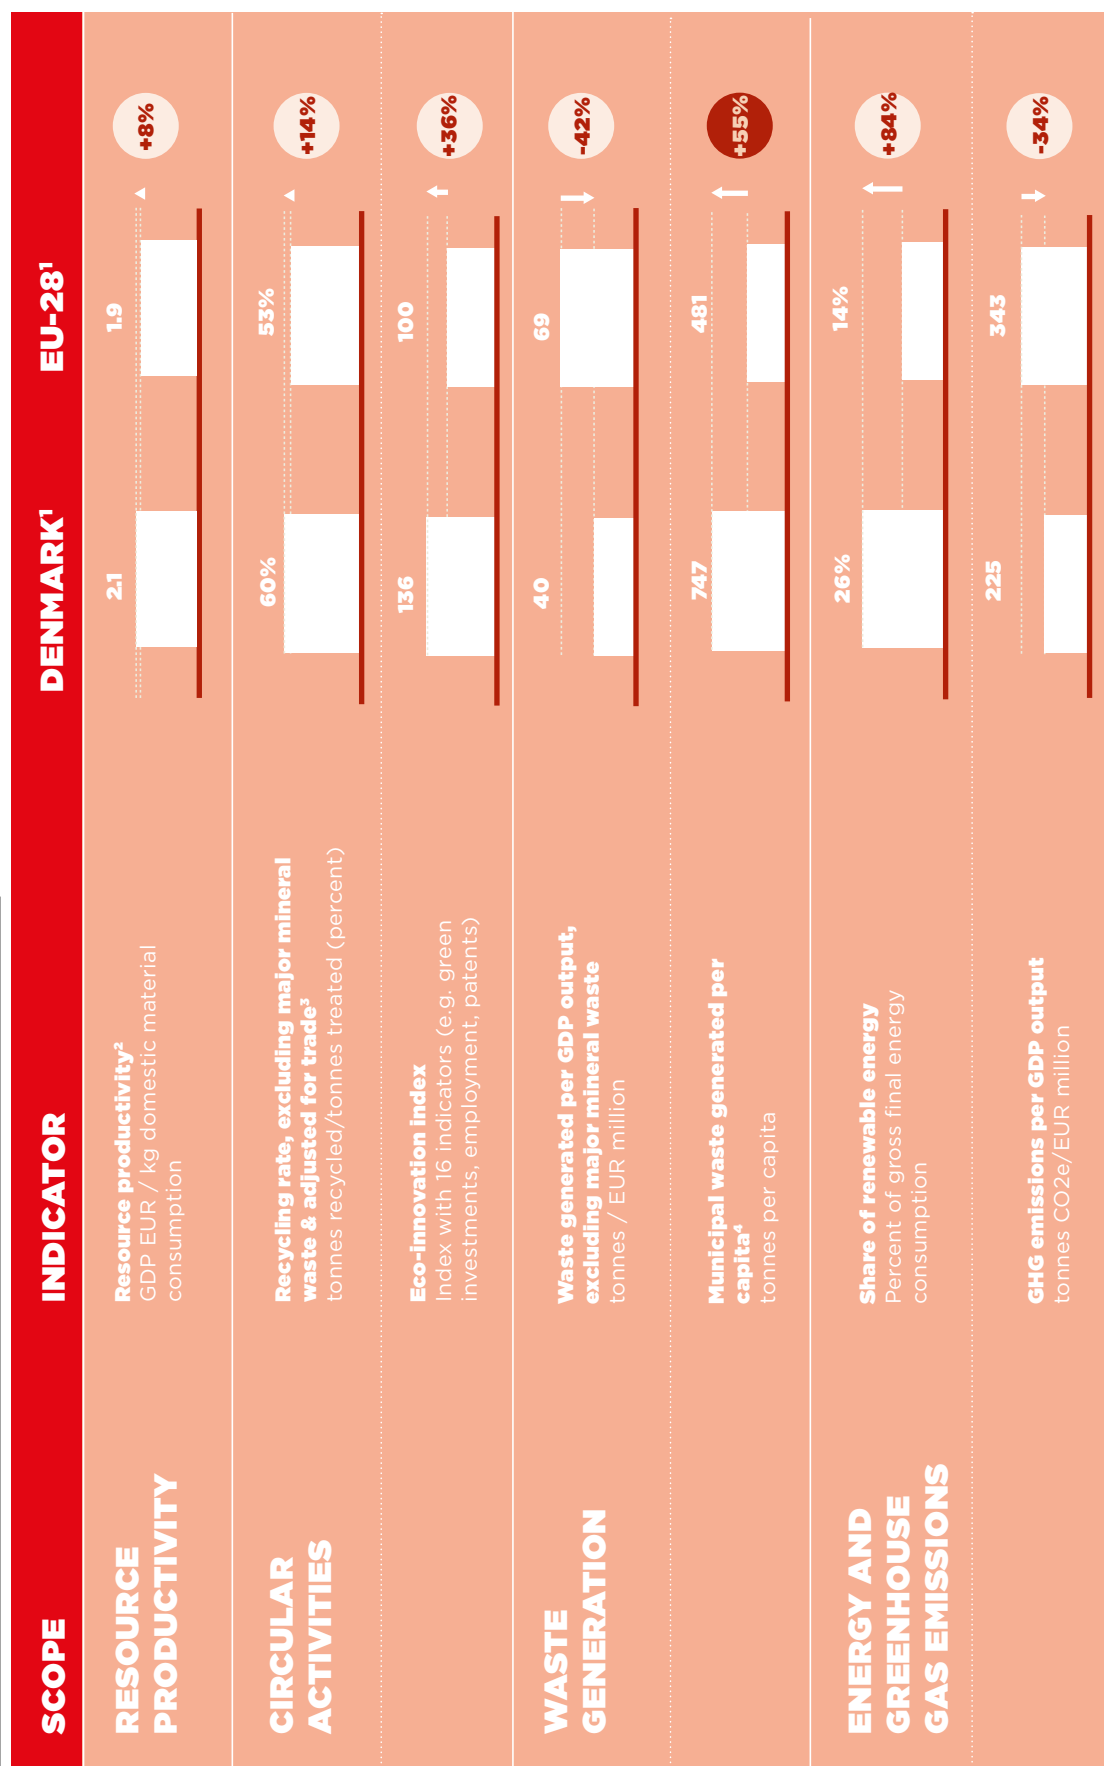 SCOPE
INDICATOR
DENMARK¹
EU-28¹
RESOURCE
PRODUCTIVITY
Resource productivity²
GDP EUR / kg domestic material
consumption
2.1
1.9
+8%
CIRCULAR
ACTIVITIES
Recycling rate, excluding major mineral
waste & adjusted for trade³
tonnes recycled/tonnes treated (percent)
60%
53%
+14%
Eco-innovation index
Index with 16 indicators (e.g. green
investments, employment, patents)
136
100
+36%
WASTE
GENERATION
Waste generated per GDP output,
excluding major mineral waste
tonnes / EUR million
40
69
-42%
Municipal waste generated per
capita⁴
tonnes per capita
747
481
+55%
ENERGY AND
GREENHOUSE
GAS EMISSIONS
Share of renewable energy
Percent of gross final energy
consumption
26%
14%
+84%
GHG emissions per GDP output
tonnes CO2e/EUR million
225
343
-34%